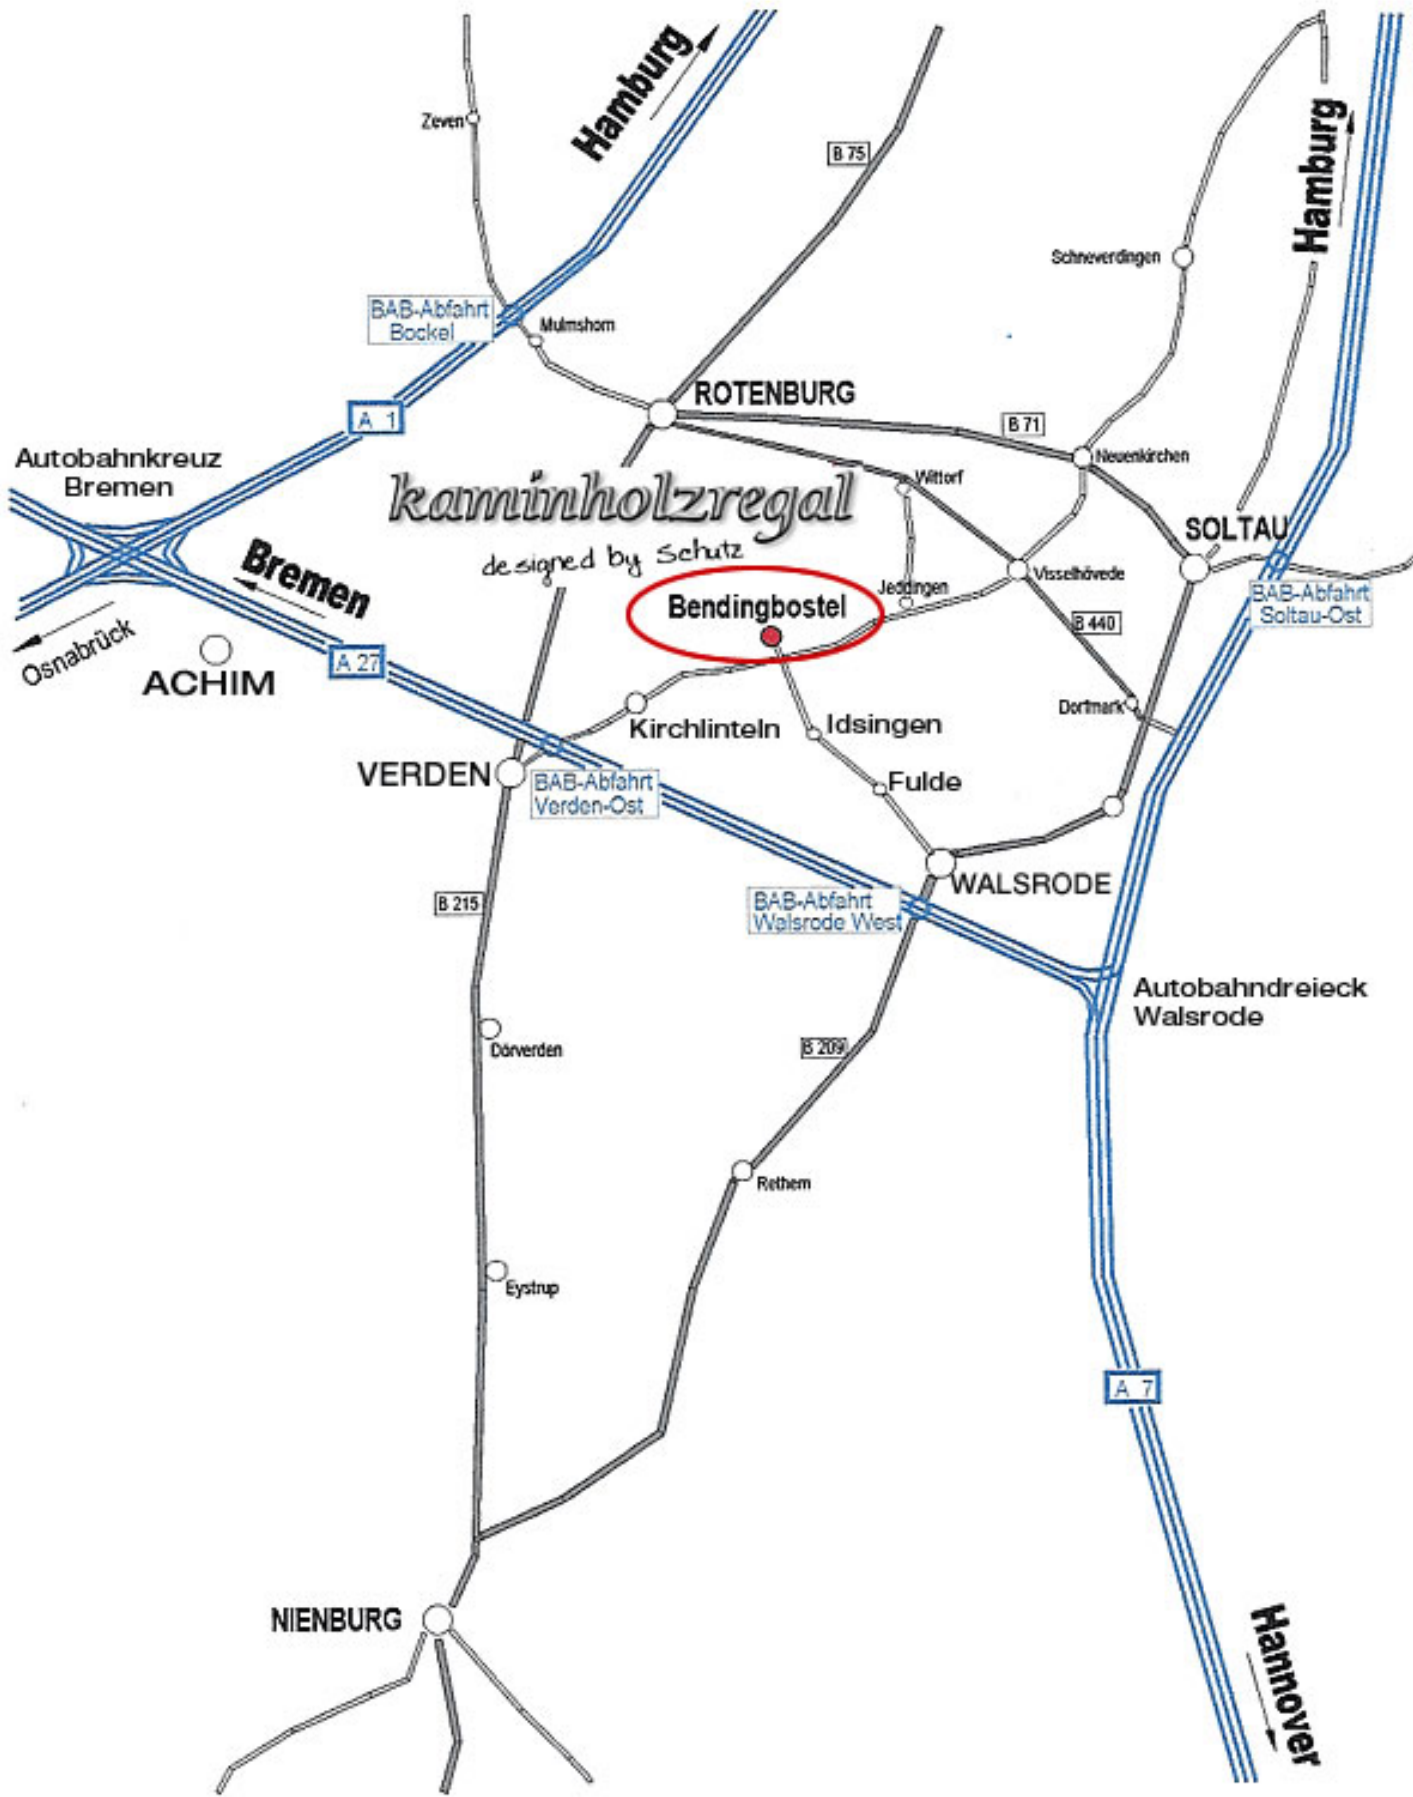 Hamburg
Zeven
B 75
Hamburg
Schneverdingen
BAB-Abfahrt
Bockel
Mulmshorn
ROTENBURG
A 1
B 71
Autobahnkreuz
Bremen
Neuenkirchen
Wittorf
kaminholzregal
designed by Schutz
SOLTAU
Bremen
Visselhövede
Jeddingen
BAB-Abfahrt
Soltau-Ost
Bendingbostel
B 440
Osnabrück
A 27
ACHIM
Dorfmark
Kirchlinteln
Idsingen
VERDEN
BAB-Abfahrt
Verden-Ost
Fulde
WALSRODE
B 215
BAB-Abfahrt
Walsrode West
Autobahndreieck
Walsrode
Dörverden
B 209
Rethem
Eystrup
A 7
NIENBURG
Hannover